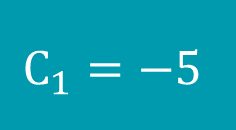 C₁ = −5